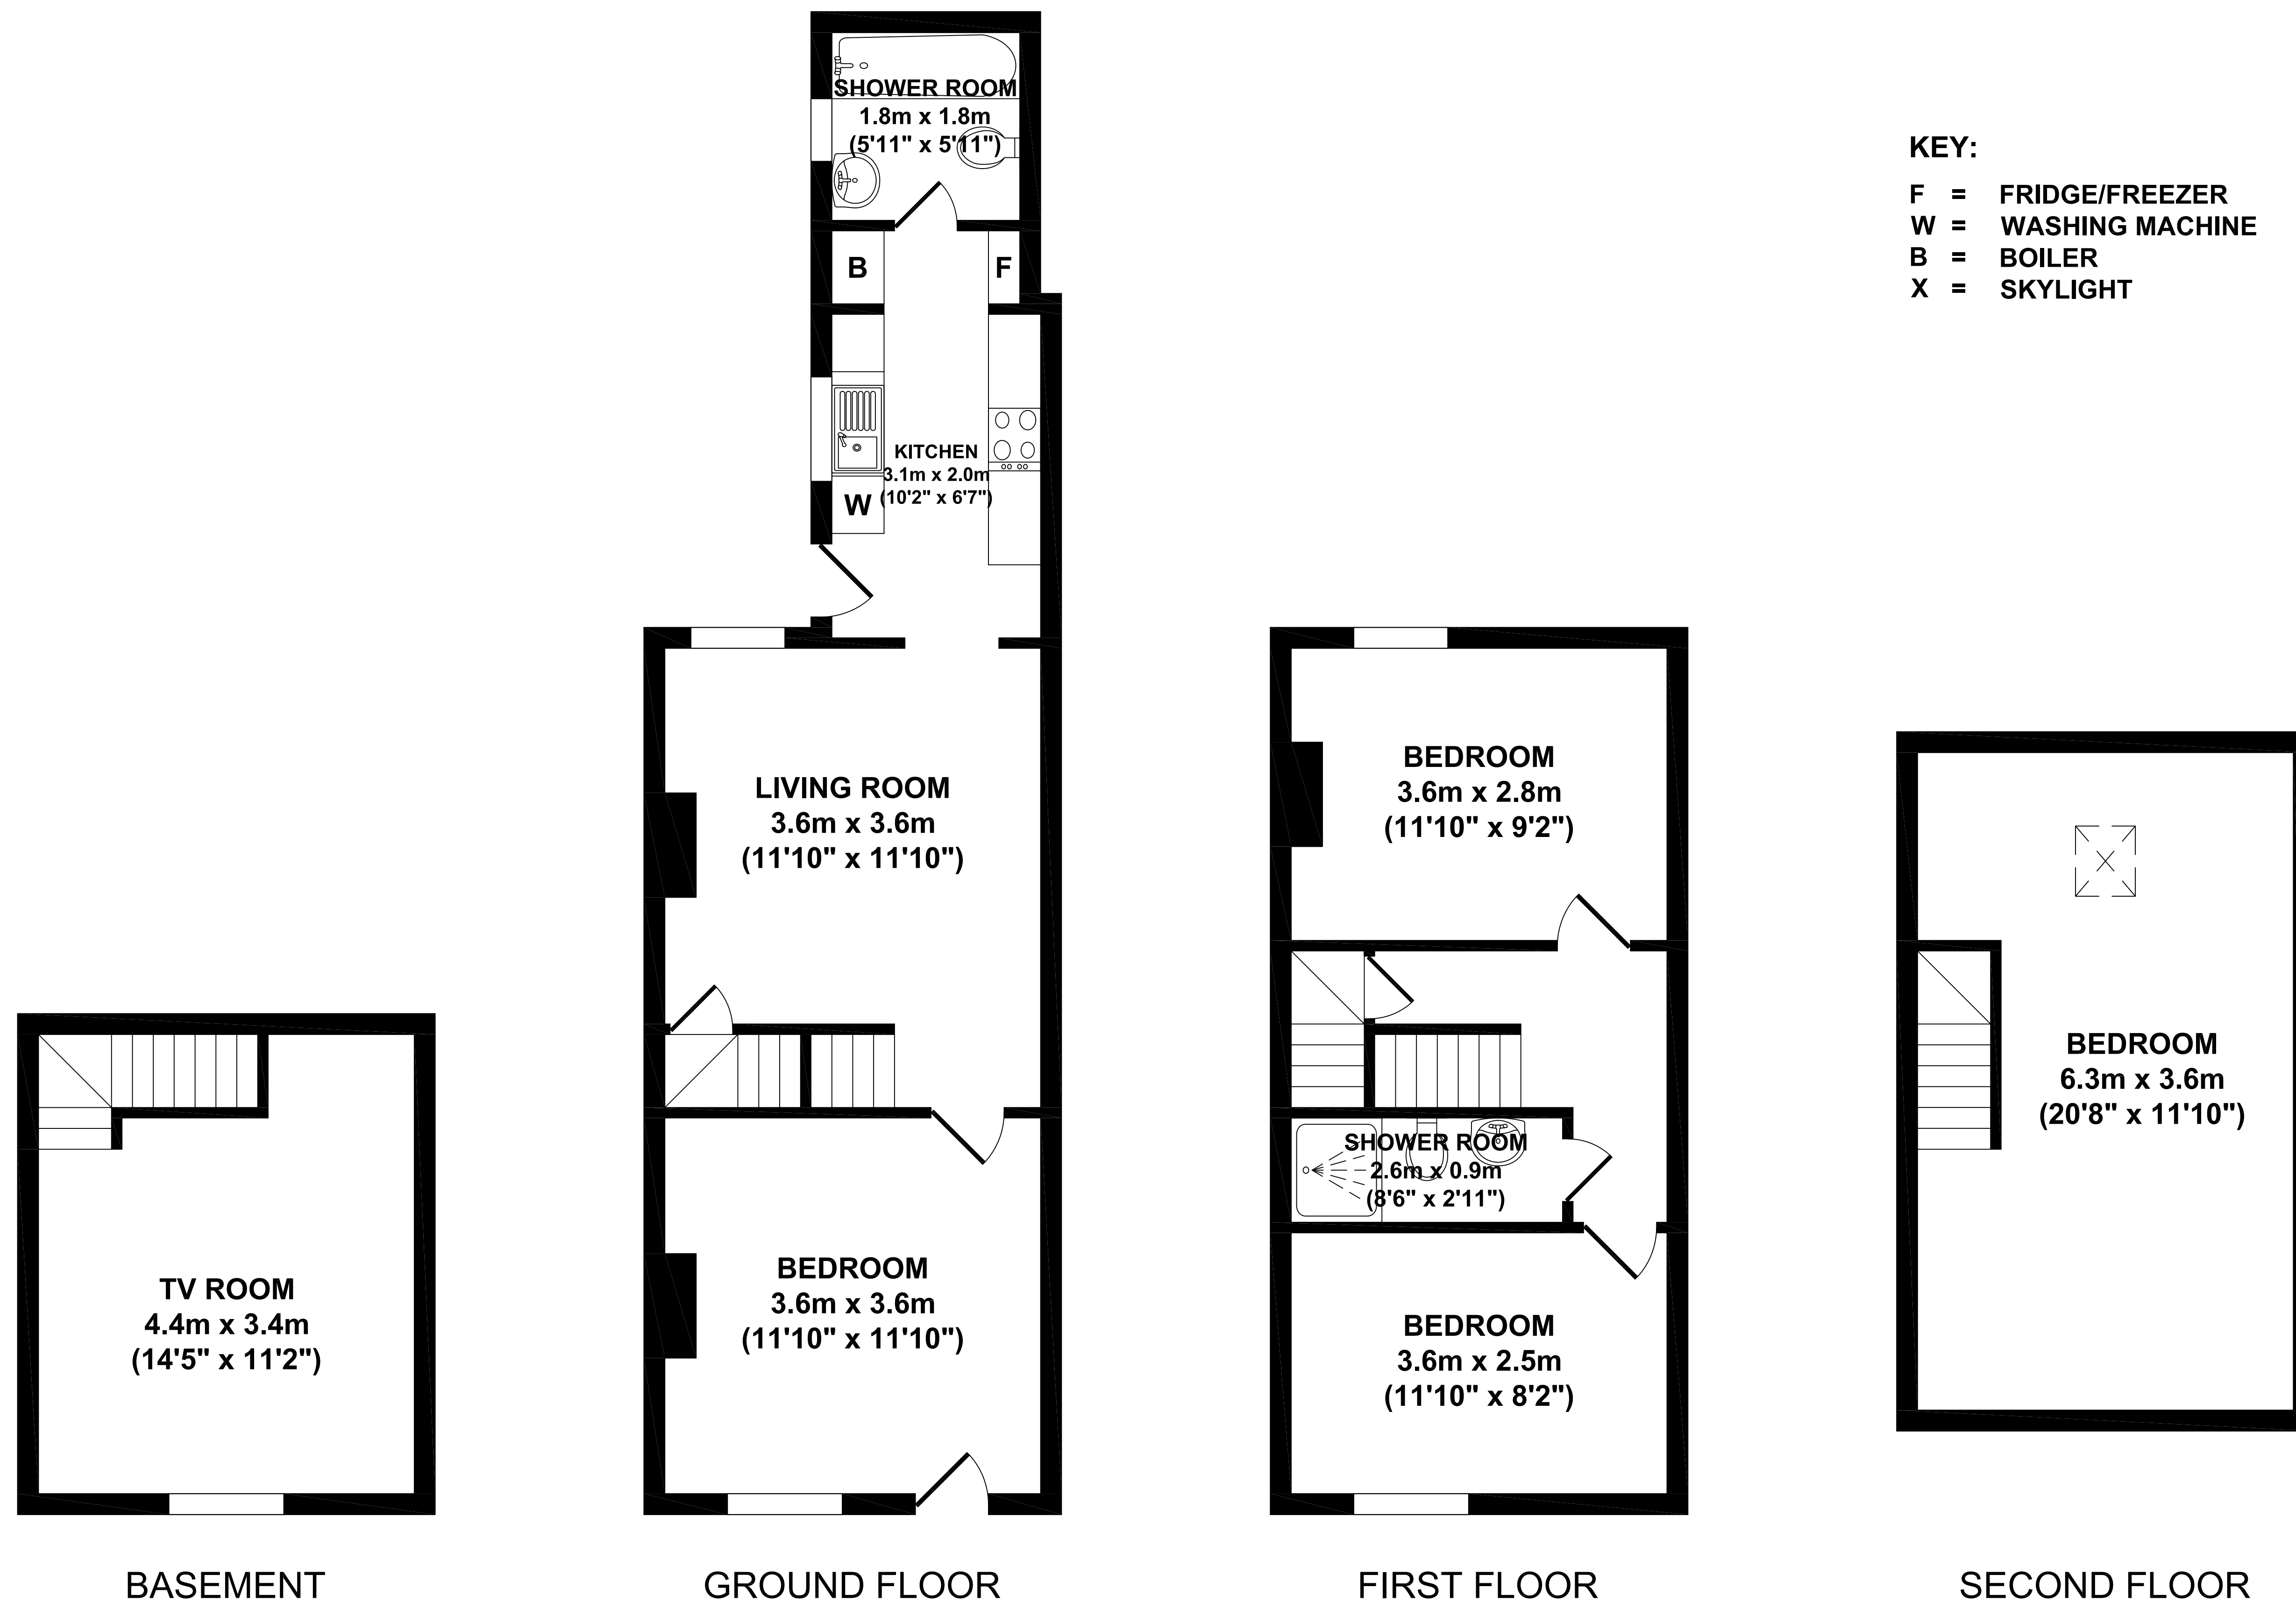 SHOWER ROOM
1.8m x 1.8m
(5'11" x 5'11")
B
F
KITCHEN
3.1m x 2.0m
(10'2" x 6'7")
W
LIVING ROOM
3.6m x 3.6m
(11'10" x 11'10")
BEDROOM
3.6m x 3.6m
(11'10" x 11'10")
TV ROOM
4.4m x 3.4m
(14'5" x 11'2")
BEDROOM
3.6m x 2.8m
(11'10" x 9'2")
SHOWER ROOM
2.6m x 0.9m
(8'6" x 2'11")
BEDROOM
3.6m x 2.5m
(11'10" x 8'2")
BEDROOM
6.3m x 3.6m
(20'8" x 11'10")
KEY:
F = FRIDGE/FREEZER
W = WASHING MACHINE
B = BOILER
X = SKYLIGHT
BASEMENT
GROUND FLOOR
FIRST FLOOR
SECOND FLOOR